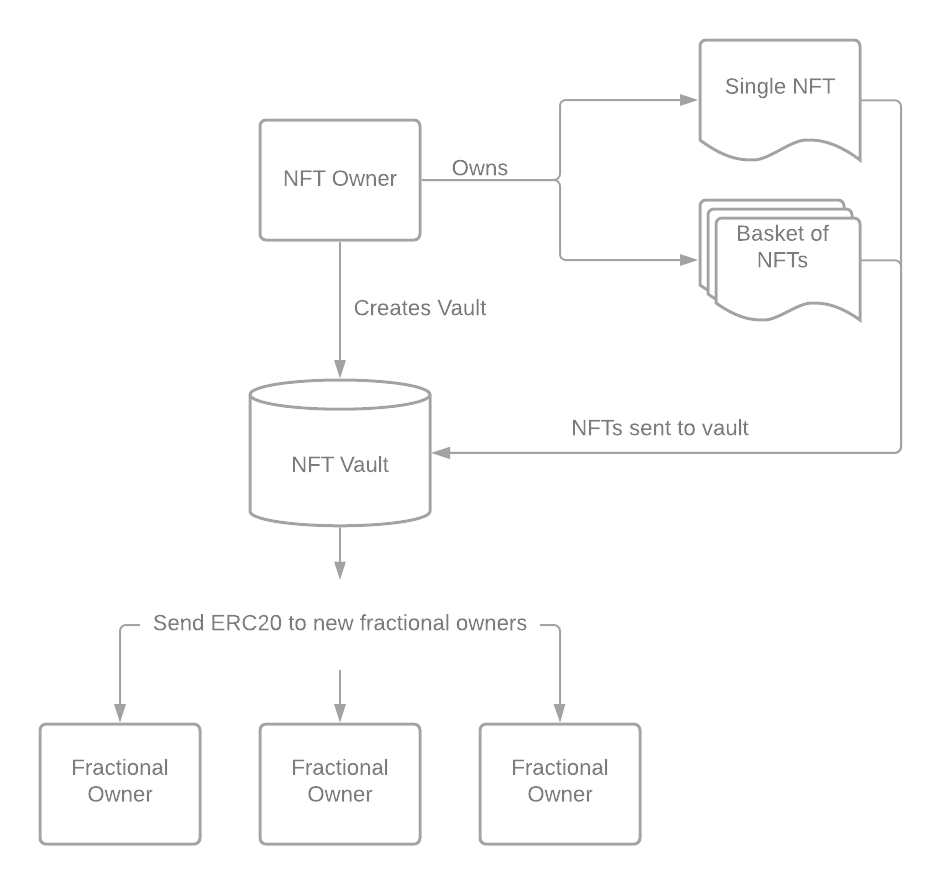 Single NFT
NFT Owner
Owns
Basket of
NFTs
Creates Vault
NFTs sent to vault
NFT Vault
Send ERC20 to new fractional owners
Fractional
Owner
Fractional
Owner
Fractional
Owner